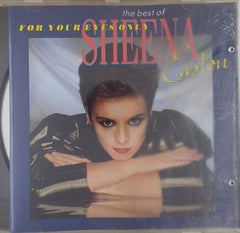 the best of
FOR YOUR EYES ONLY
SHEENA
Easton